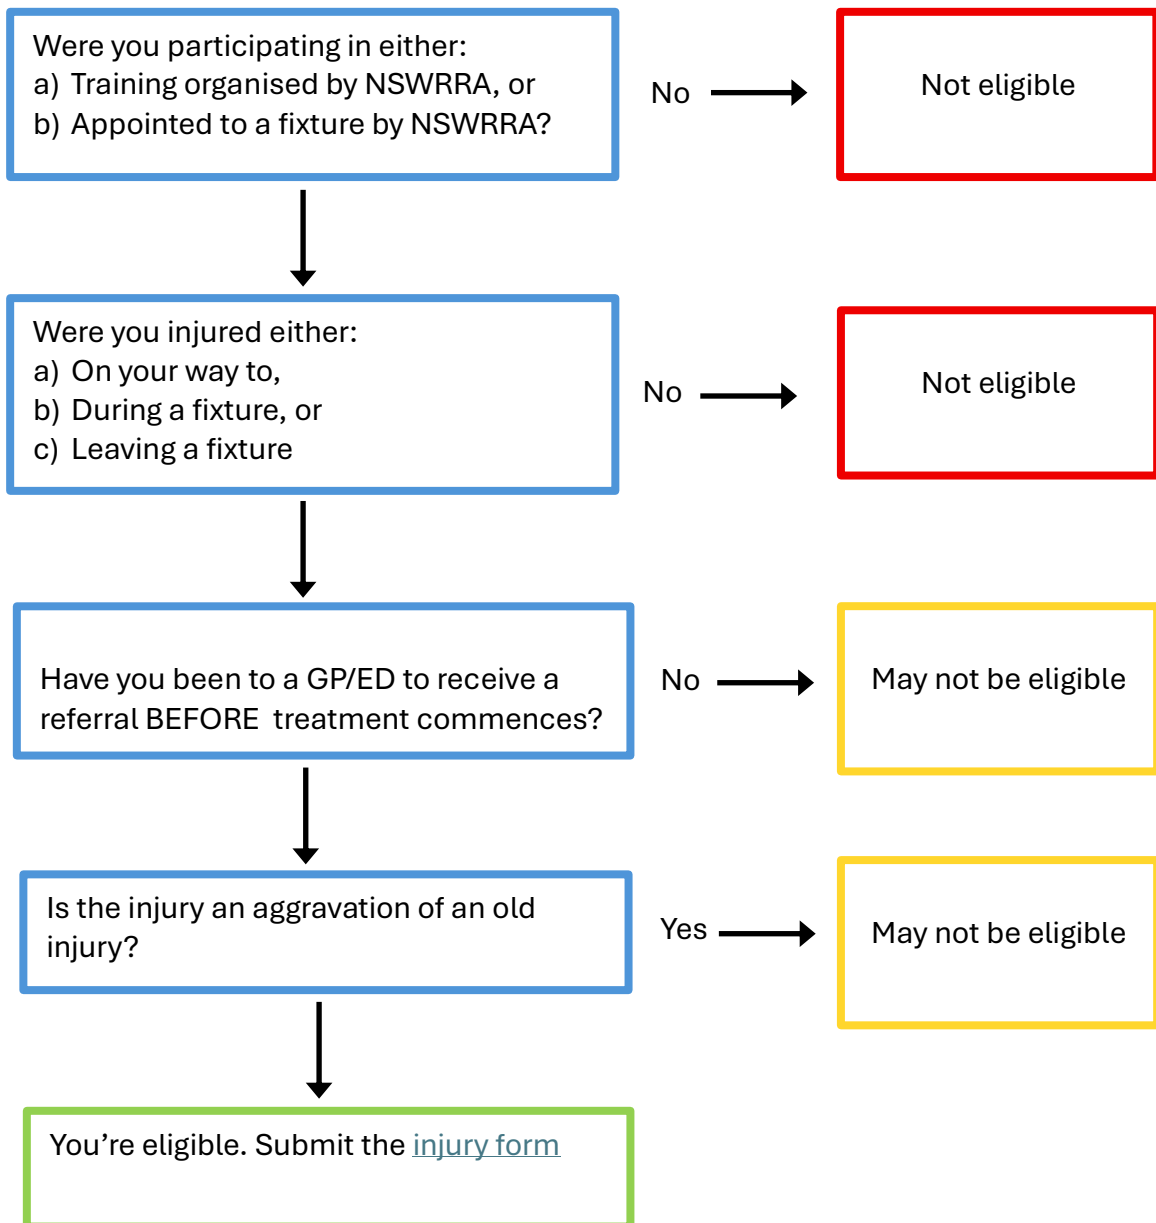 Were you participating in either:
a) Training organised by NSWRRA, or
b) Appointed to a fixture by NSWRRA?
No
Not eligible
Were you injured either:
a) On your way to,
b) During a fixture, or
c) Leaving a fixture
No
Not eligible
Have you been to a GP/ED to receive a
referral BEFORE treatment commences?
No
May not be eligible
Is the injury an aggravation of an old
injury?
Yes
May not be eligible
You’re eligible. Submit the injury form